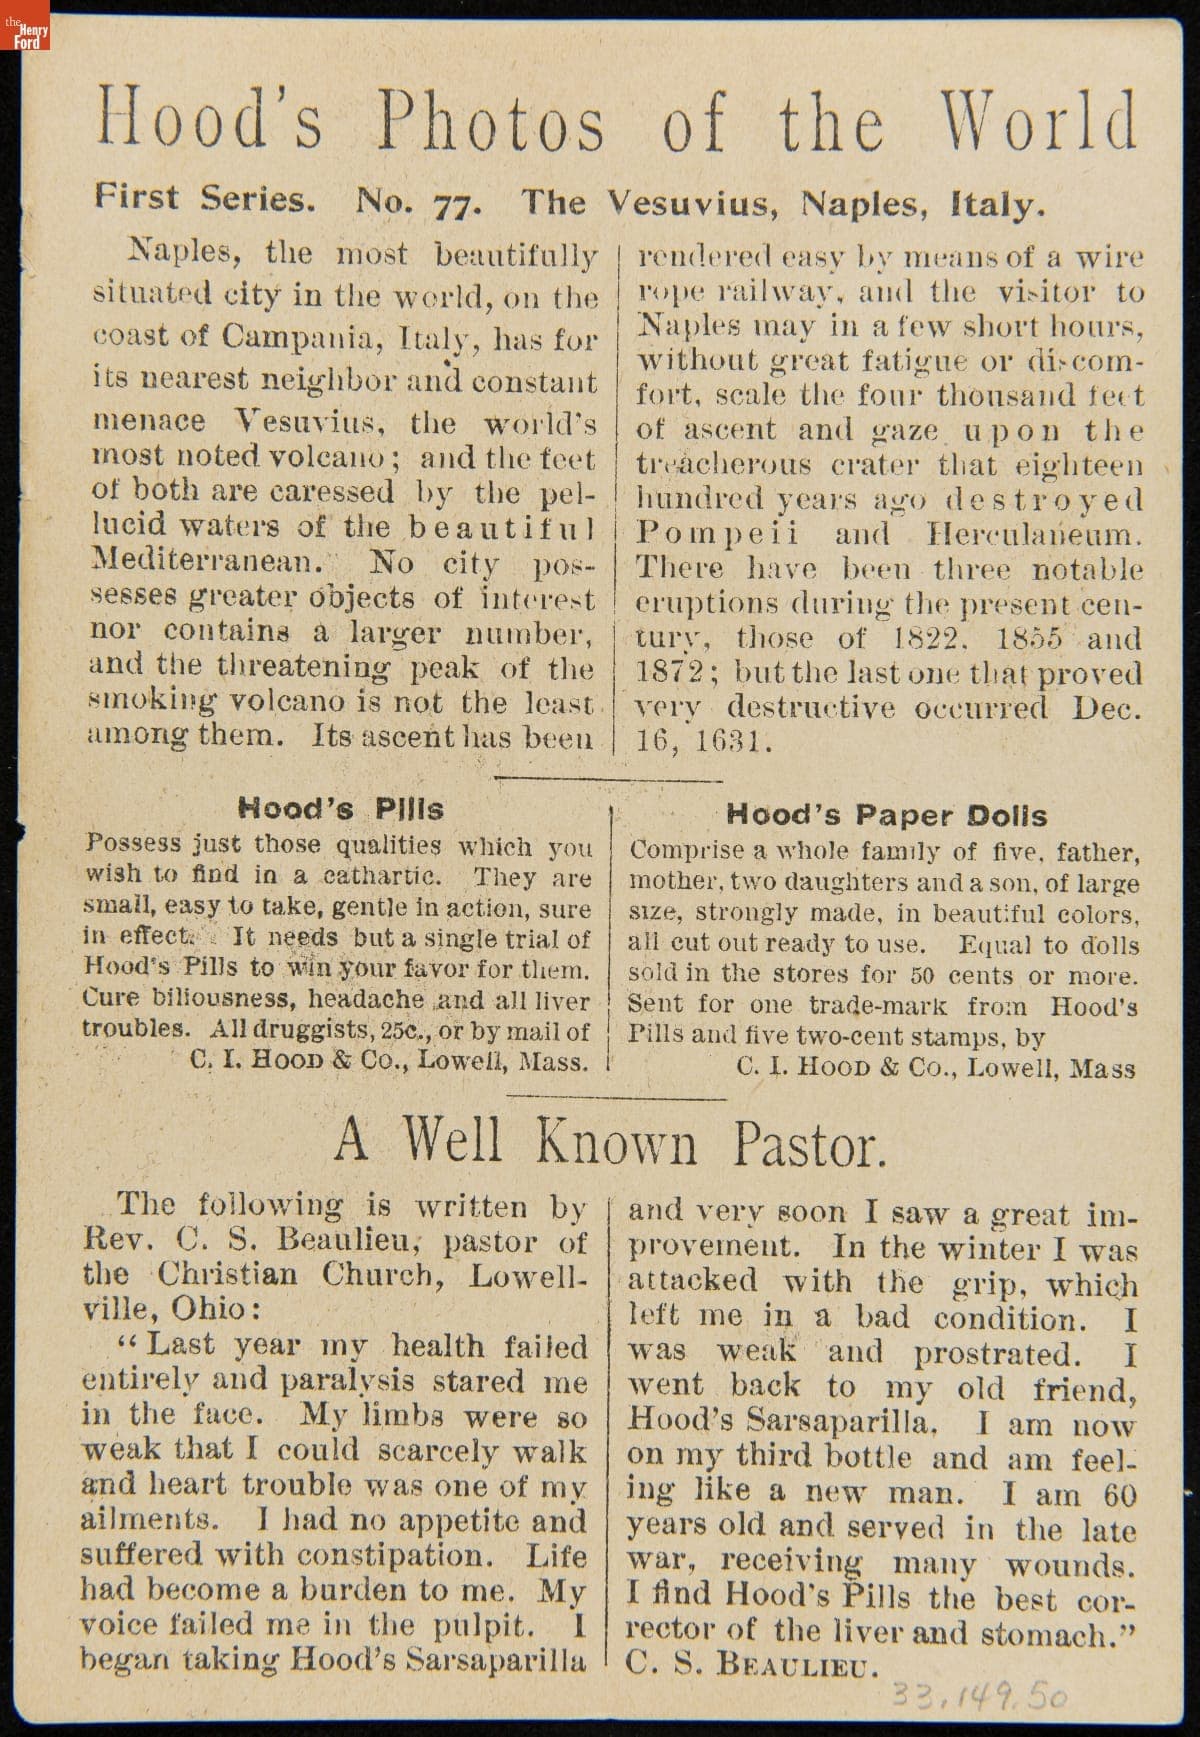 the
Henry
Ford
Hood's Photos of the World
First Series. No. 77. The Vesuvius, Naples, Italy.
Naples, the most beautifully
situated city in the world, on the
coast of Campania, Italy, has for
its nearest neighbor and constant
menace Vesuvius, the world's
most noted volcano; and the feet
of both are caressed by the pel-
lucid waters of the beautiful
Mediterranean. No city pos-
sesses greater objects of interest
nor contains a larger number,
and the threatening peak of the
smoking volcano is not the least
among them. Its ascent has been
rendered easy by means of a wire
rope railway, and the visitor to
Naples may in a few short hours,
without great fatigue or discom-
fort, scale the four thousand feet
of ascent and gaze upon the
treacherous crater that eighteen
hundred years ago destroyed
Pompeii and Herculaneum.
There have been three notable
eruptions during the present cen-
tury, those of 1822, 1855 and
1872; but the last one that proved
very destructive occurred Dec.
16, 1631.
Hood's Pills
Possess just those qualities which you
wish to find in a cathartic. They are
small, easy to take, gentle in action, sure
in effect. It needs but a single trial of
Hood's Pills to win your favor for them.
Cure biliousness, headache and all liver
troubles. All druggists, 25c., or by mail of
C. I. HOOD & Co., Lowell, Mass.
Hood's Paper Dolls
Comprise a whole family of five, father,
mother, two daughters and a son, of large
size, strongly made, in beautiful colors,
all cut out ready to use. Equal to dolls
sold in the stores for 50 cents or more.
Sent for one trade-mark from Hood's
Pills and five two-cent stamps, by
C. I. HOOD & Co., Lowell, Mass
A Well Known Pastor.
The following is written by
Rev. C. S. Beaulieu, pastor of
the Christian Church, Lowell-
ville, Ohio:
"Last year my health failed
entirely and paralysis stared me
in the face. My limbs were so
weak that I could scarcely walk
and heart trouble was one of my
ailments. I had no appetite and
suffered with constipation. Life
had become a burden to me. My
voice failed me in the pulpit. I
began taking Hood's Sarsaparilla
and very soon I saw a great im-
provement. In the winter I was
attacked with the grip, which
left me in a bad condition. I
was weak and prostrated. I
went back to my old friend,
Hood's Sarsaparilla. I am now
on my third bottle and am feel-
ing like a new man. I am 60
years old and served in the late
war, receiving many wounds.
I find Hood's Pills the best cor-
rector of the liver and stomach."
C. S. BEAULIEU.
33.149.50